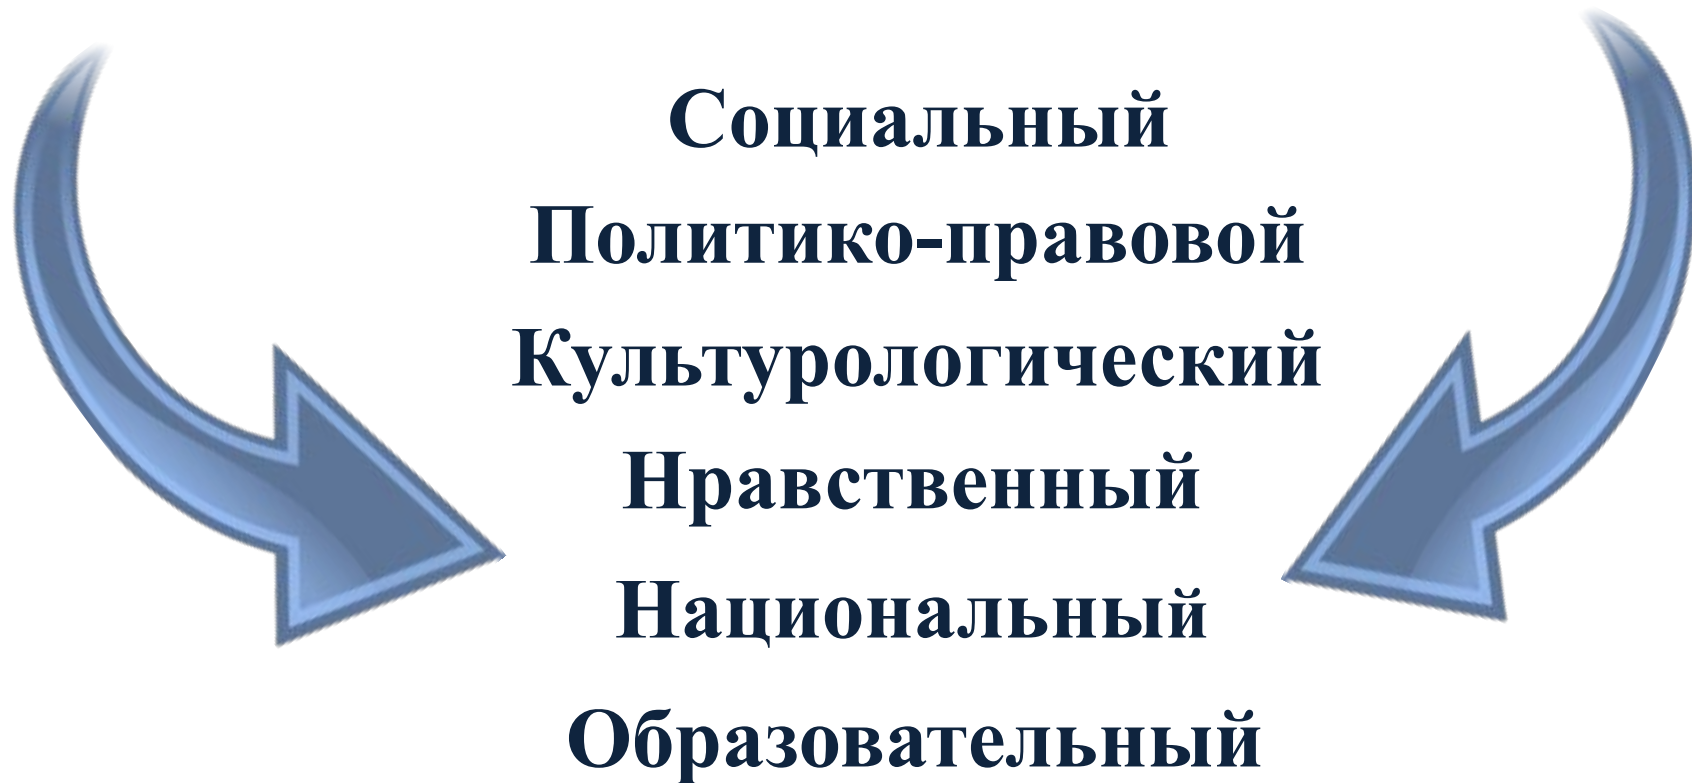 Социальный
Политико-правовой
Культурологический
Нравственный
Национальный
Образовательный